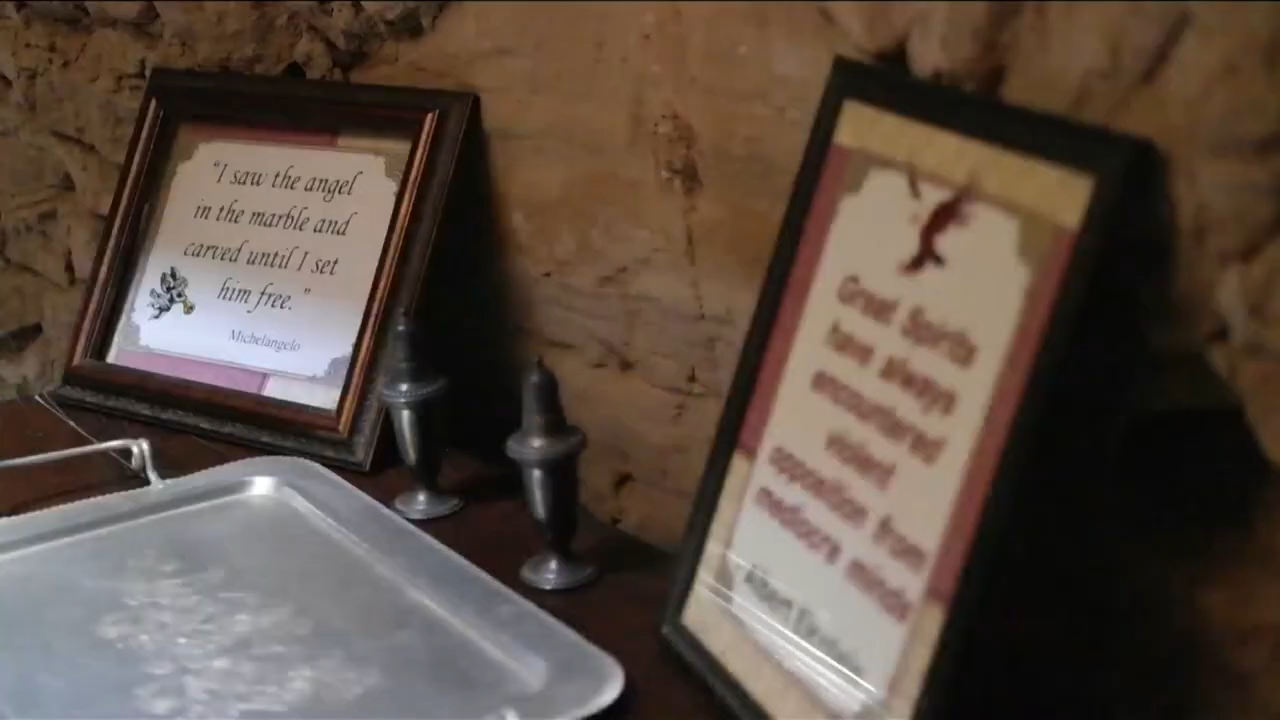 "I saw the angel
in the marble and
carved until I set
him free."
Michelangelo
Great Spirits
have always
encountered
violent
opposition from
mediocre minds
Albert